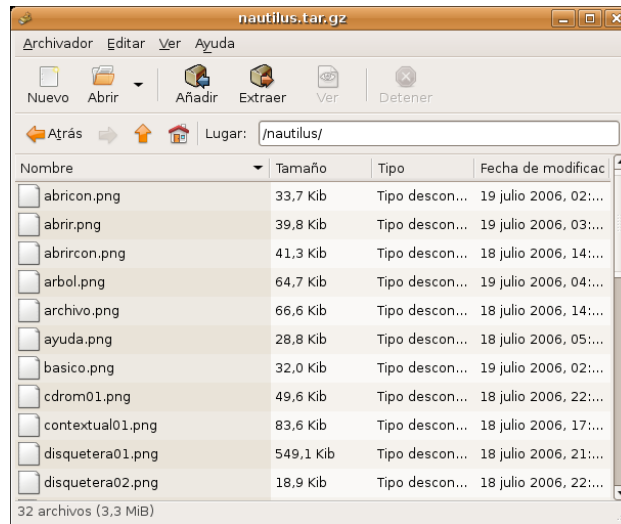 nautilus.tar.gz
Archivador Editar Ver Ayuda
Nuevo Abrir Añadir Extraer Ver Detener
Atrás Lugar: /nautilus/
Nombre Tamaño Tipo Fecha de modificac
abricon.png 33,7 Kib Tipo descon... 19 julio 2006, 02:...
abrir.png 39,8 Kib Tipo descon... 19 julio 2006, 03:...
abrircon.png 41,3 Kib Tipo descon... 18 julio 2006, 14:...
arbol.png 64,7 Kib Tipo descon... 19 julio 2006, 04:...
archivo.png 66,6 Kib Tipo descon... 18 julio 2006, 14:...
ayuda.png 28,8 Kib Tipo descon... 18 julio 2006, 05:...
basico.png 32,0 Kib Tipo descon... 19 julio 2006, 02:...
cdrom01.png 49,6 Kib Tipo descon... 18 julio 2006, 22:...
contextual01.png 83,6 Kib Tipo descon... 18 julio 2006, 17:...
disquetera01.png 549,1 Kib Tipo descon... 18 julio 2006, 21:...
disquetera02.png 18,9 Kib Tipo descon... 18 julio 2006, 22:...
32 archivos (3,3 MiB)